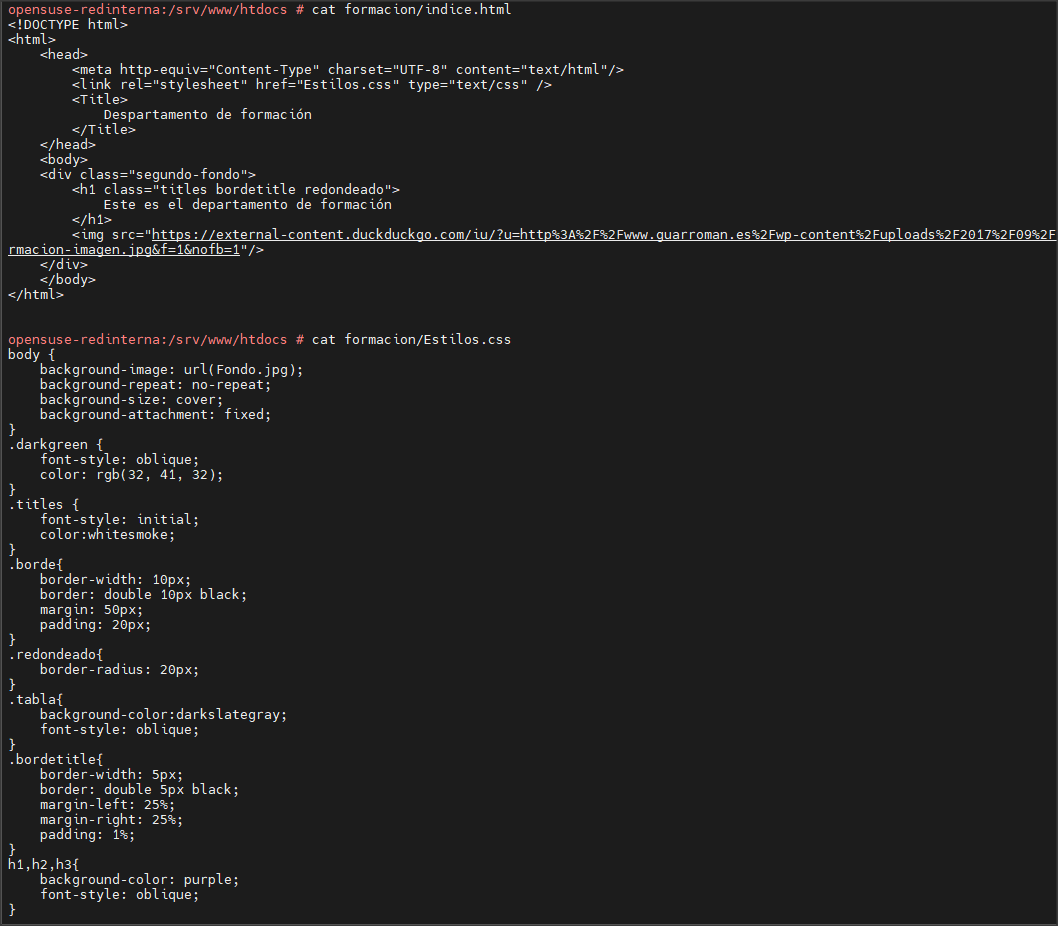 opensuse-redinterna:/srv/www/htdocs # cat formacion/indice.html
<!DOCTYPE html>
<html>
    <head>
        <meta http-equiv="Content-Type" charset="UTF-8" content="text/html"/>
        <link rel="stylesheet" href="Estilos.css" type="text/css" />
        <Title>
            Despartamento de formación
        </Title>
    </head>
    <body>
    <div class="segundo-fondo">
        <h1 class="titles bordetitle redondeado">
            Este es el departamento de formación
        </h1>
        <img src="https://external-content.duckduckgo.com/iu/?u=http%3A%2F%2Fwww.guarroman.es%2Fwp-content%2Fuploads%2F2017%2F09%2F
rmacion-imagen.jpg&f=1&nofb=1"/>
    </div>
    </body>
</html>
opensuse-redinterna:/srv/www/htdocs # cat formacion/Estilos.css
body {
    background-image: url(Fondo.jpg);
    background-repeat: no-repeat;
    background-size: cover;
    background-attachment: fixed;
}
.darkgreen {
    font-style: oblique;
    color: rgb(32, 41, 32);
}
.titles {
    font-style: initial;
    color:whitesmoke;
}
.borde{
    border-width: 10px;
    border: double 10px black;
    margin: 50px;
    padding: 20px;
}
.redondeado{
    border-radius: 20px;
}
.tabla{
    background-color:darkslategray;
    font-style: oblique;
}
.bordetitle{
    border-width: 5px;
    border: double 5px black;
    margin-left: 25%;
    margin-right: 25%;
    padding: 1%;
}
h1,h2,h3{
    background-color: purple;
    font-style: oblique;
}